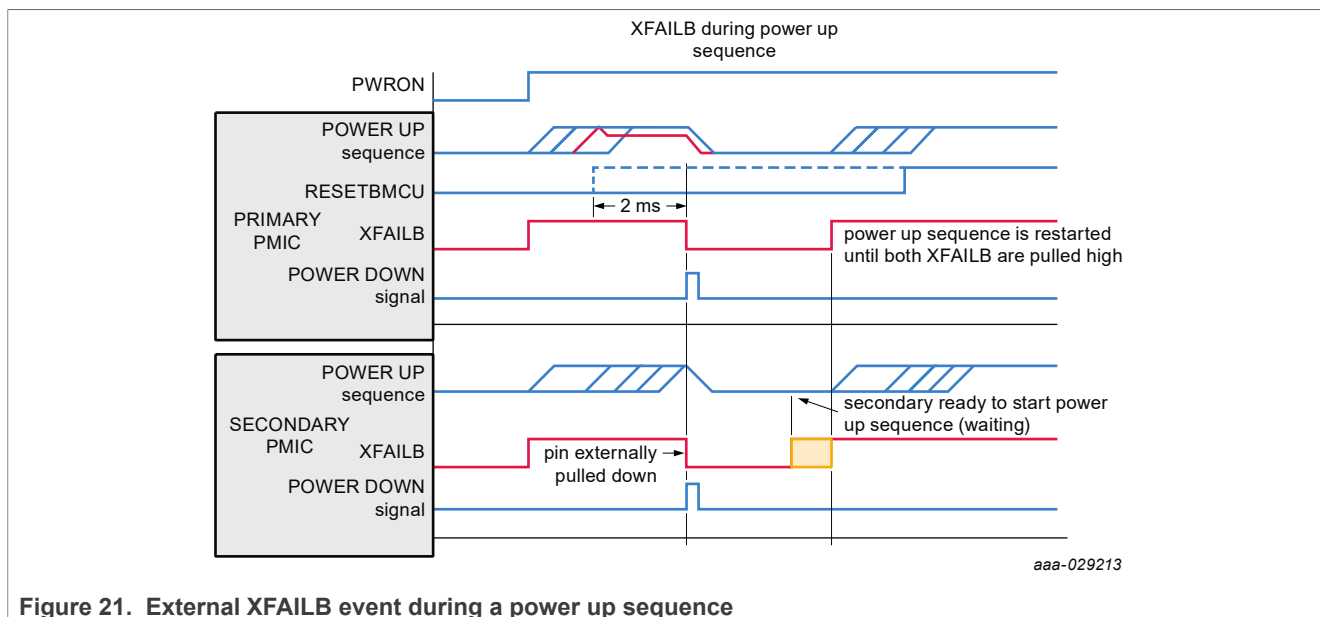 XFAILB during power up
sequence
PWRON
POWER UP
sequence
RESETBMCU
2 ms
PRIMARY
PMIC
XFAILB
power up sequence is restarted
until both XFAILB are pulled high
POWER DOWN
signal
POWER UP
sequence
secondary ready to start power
up sequence (waiting)
SECONDARY
PMIC
XFAILB
pin externally
pulled down
POWER DOWN
signal
aaa-029213
Figure 21. External XFAILB event during a power up sequence